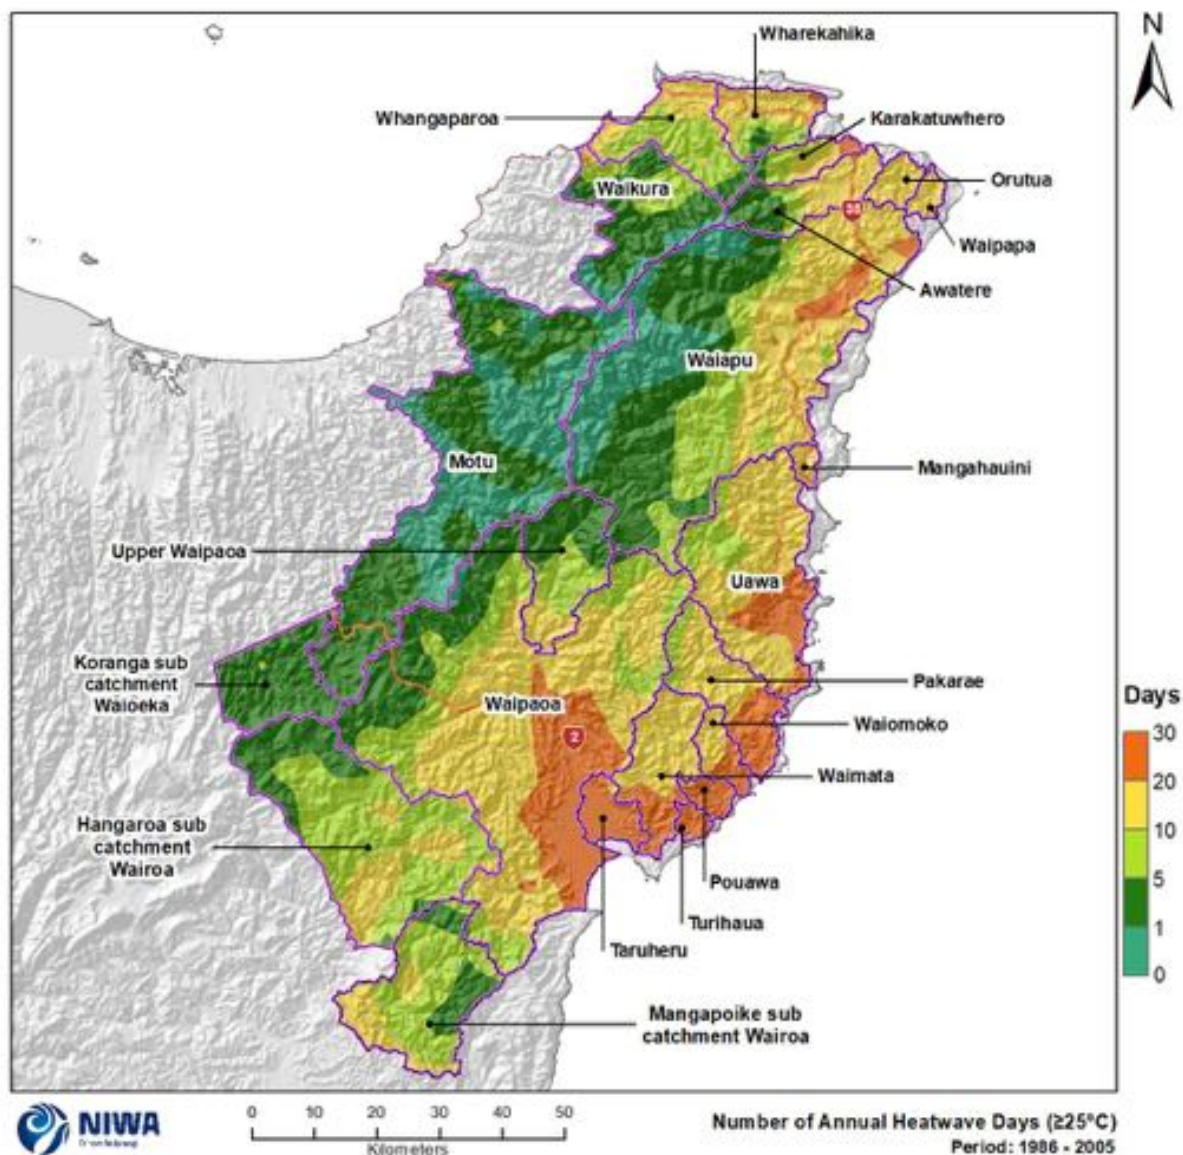 N
Wharekahika
Whangaparoa
Karakatuwhero
Orutua
Waikura
Waipapa
Awatere
Waiapu
Motu
Mangahauini
Upper Waipaoa
Uawa
Koranga sub
catchment
Waioeka
Pakarae
Waipaoa
Waiomoko
2
Waimata
Hangaroa sub
catchment
Wairoa
Pouawa
Turihaua
Taruheru
Mangapoike sub
catchment Wairoa
Days
30
20
10
5
1
0
NIWA
0 10 20 30 40 50
Kilometers
Number of Annual Heatwave Days (≥25°C)
Period: 1986 - 2005